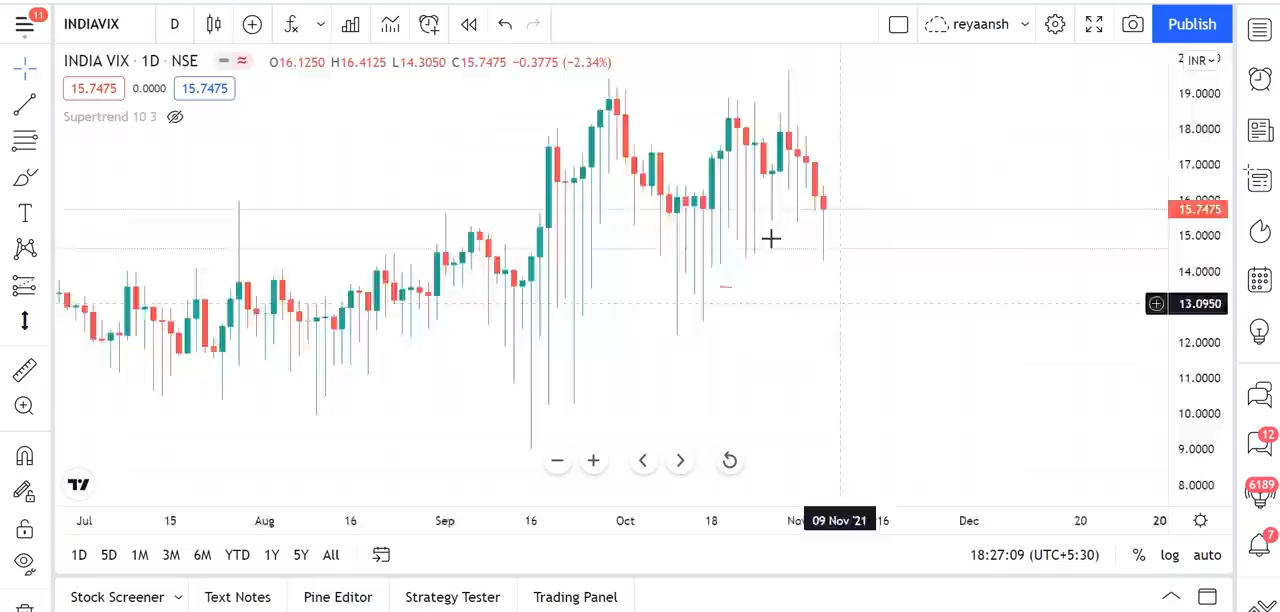 11
INDIAVIX
D
reyaansh
Publish
INDIA VIX · 1D · NSE
O16.1250 H16.4125 L14.3050 C15.7475 −0.3775 (−2.34%)
INR
15.7475
0.0000
15.7475
Supertrend 10 3
19.0000
18.0000
17.0000
15.7475
15.0000
14.0000
13.0950
12.0000
11.0000
10.0000
9.0000
8.0000
Jul
15
Aug
16
Sep
16
Oct
18
09 Nov '21
16
Dec
20
20
12
6189
7
1D
5D
1M
3M
6M
YTD
1Y
5Y
All
18:27:09 (UTC+5:30)
%
log
auto
Stock Screener
Text Notes
Pine Editor
Strategy Tester
Trading Panel